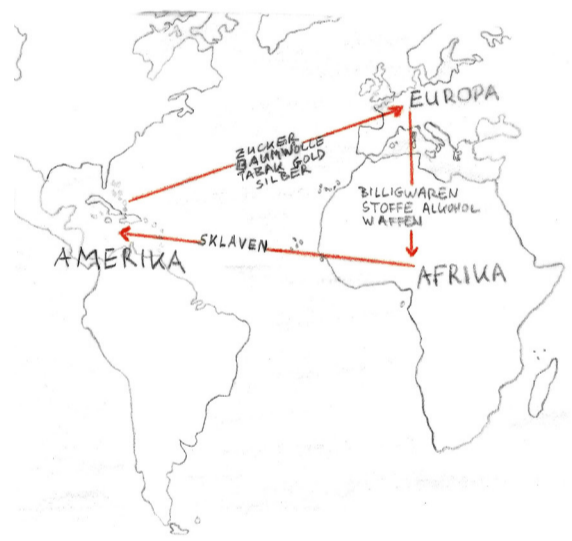 EUROPA
ZUCKER
BAUMWOLLE
TABAK GOLD
SILBER
BILLIGWAREN
STOFFE ALKOHOL
WAFFEN
SKLAVEN
AMERIKA
AFRIKA